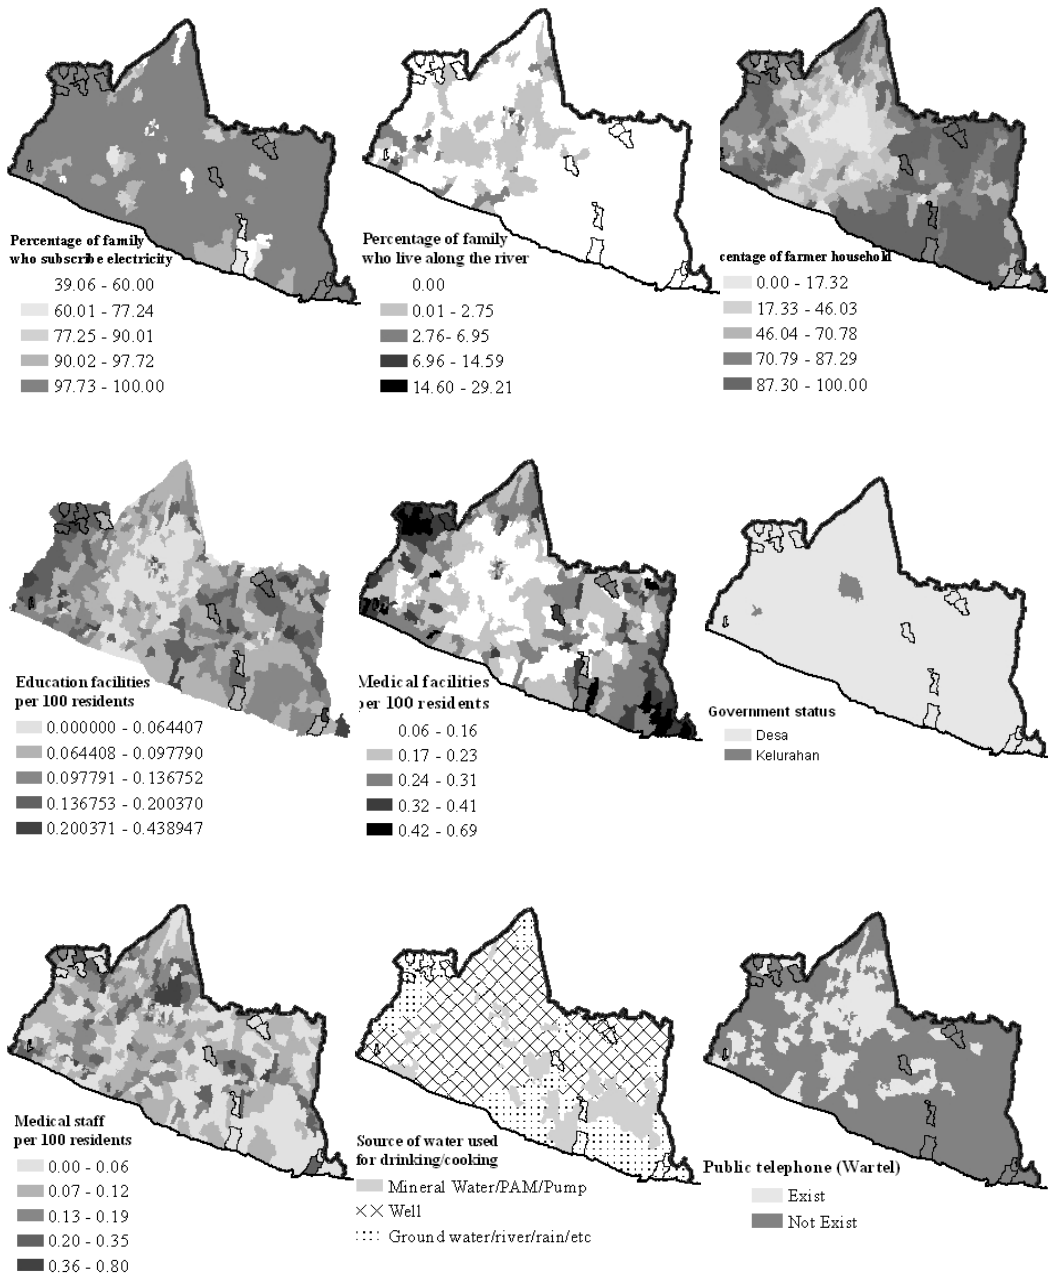 Percentage of family
who subscribe electricity
39.06 - 60.00
60.01 - 77.24
77.25 - 90.01
90.02 - 97.72
97.73 - 100.00
Percentage of family
who live along the river
0.00
0.01 - 2.75
2.76- 6.95
6.96 - 14.59
14.60 - 29.21
centage of farmer household
0.00 - 17.32
17.33 - 46.03
46.04 - 70.78
70.79 - 87.29
87.30 - 100.00
Education facilities
per 100 residents
0.000000 - 0.064407
0.064408 - 0.097790
0.097791 - 0.136752
0.136753 - 0.200370
0.200371 - 0.438947
Medical facilities
per 100 residents
0.06 - 0.16
0.17 - 0.23
0.24 - 0.31
0.32 - 0.41
0.42 - 0.69
Government status
Desa
Kelurahan
Medical staff
per 100 residents
0.00 - 0.06
0.07 - 0.12
0.13 - 0.19
0.20 - 0.35
0.36 - 0.80
Source of water used
for drinking/cooking
Mineral Water/PAM/Pump
Well
Ground water/river/rain/etc
Public telephone (Wartel)
Exist
Not Exist